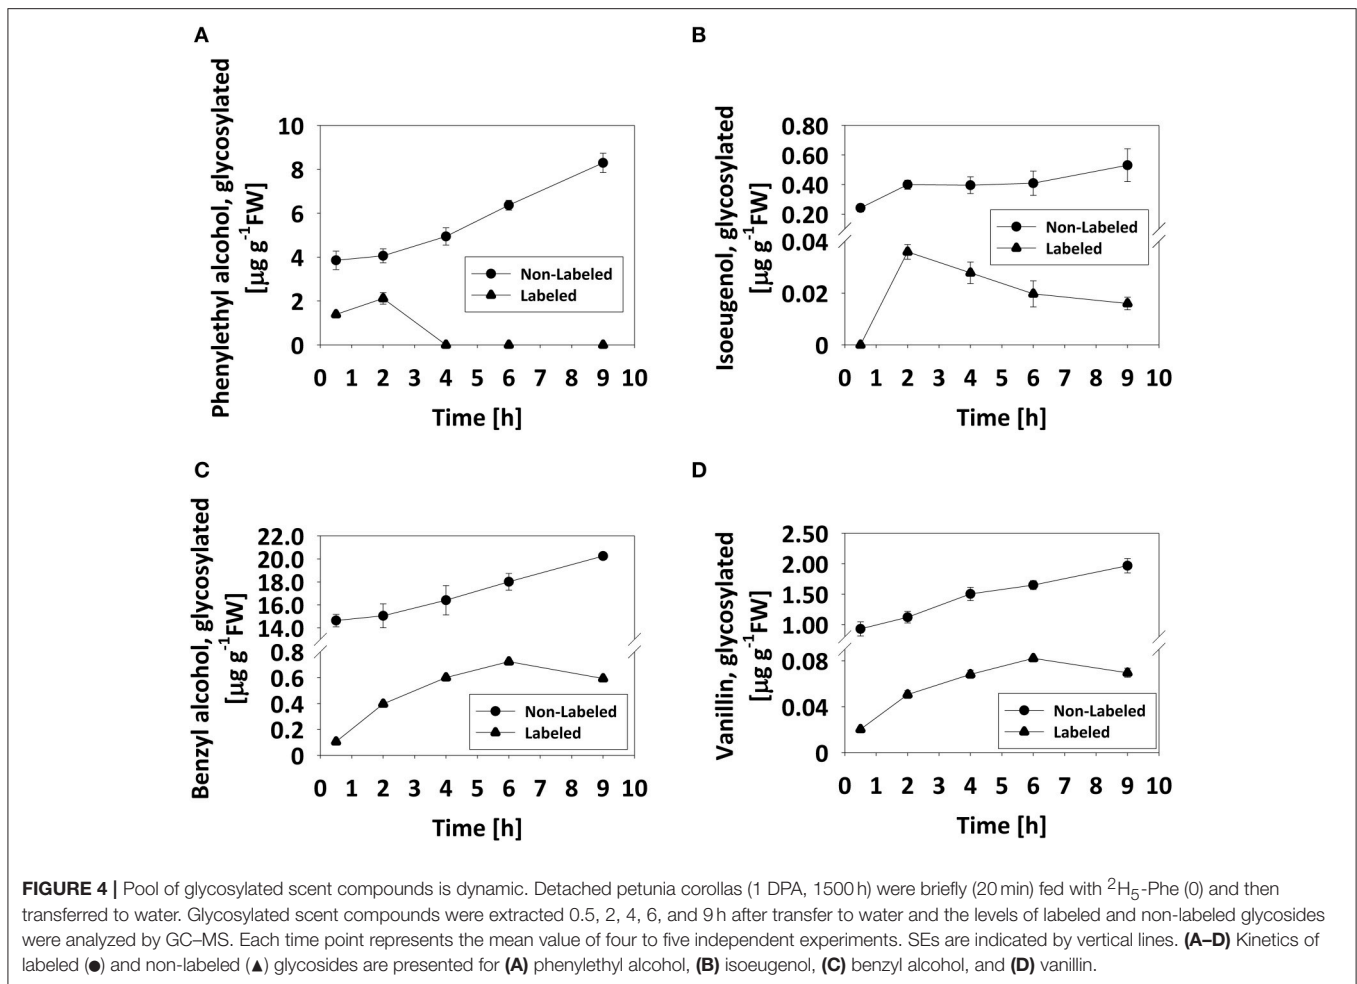 A
Phenylethyl alcohol, glycosylated
[µg g⁻¹FW]
10
8
6
4
2
0
Non-Labeled
Labeled
0 1 2 3 4 5 6 7 8 9 10
Time [h]
B
Isoeugenol, glycosylated
[µg g⁻¹FW]
0.80
0.60
0.40
0.20
0.04
0.02
0
Non-Labeled
Labeled
0 1 2 3 4 5 6 7 8 9 10
Time [h]
C
Benzyl alcohol, glycosylated
[µg g⁻¹FW]
22.0
20.0
18.0
16.0
14.0
0.8
0.6
0.4
0.2
0
Non-Labeled
Labeled
0 1 2 3 4 5 6 7 8 9 10
Time [h]
D
Vanillin, glycosylated
[µg g⁻¹FW]
2.50
2.00
1.50
1.00
0.08
0.04
0
Non-Labeled
Labeled
0 1 2 3 4 5 6 7 8 9 10
Time [h]
FIGURE 4 | Pool of glycosylated scent compounds is dynamic. Detached petunia corollas (1 DPA, 1500 h) were briefly (20 min) fed with ²H₅-Phe (0) and then
transferred to water. Glycosylated scent compounds were extracted 0.5, 2, 4, 6, and 9 h after transfer to water and the levels of labeled and non-labeled glycosides
were analyzed by GC–MS. Each time point represents the mean value of four to five independent experiments. SEs are indicated by vertical lines. (A–D) Kinetics of
labeled (●) and non-labeled (▲) glycosides are presented for (A) phenylethyl alcohol, (B) isoeugenol, (C) benzyl alcohol, and (D) vanillin.